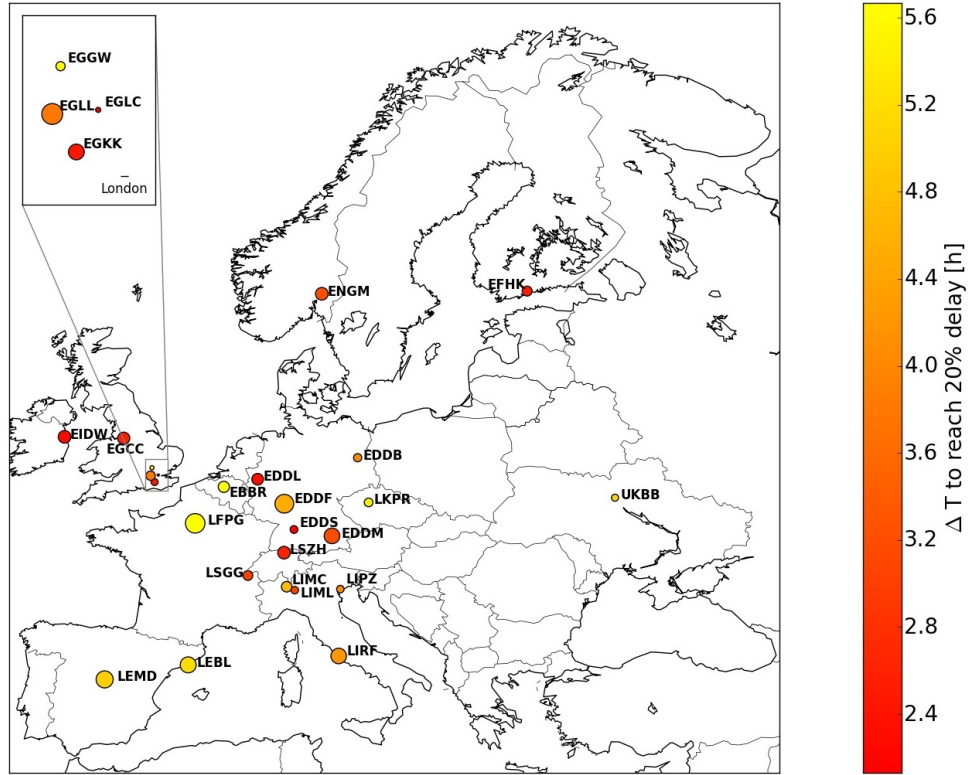 EGGW
EGLL
EGLC
EGKK
London
ENGM
EFHK
EIDW
EGCC
EDDB
EDDL
EBBR
EDDF
LKPR
UKBB
LFPG
EDDS
EDDM
LSZH
LSGG
LIMC
LIPZ
LIML
LIRF
LEBL
LEMD
5.6
5.2
4.8
4.4
4.0
3.6
3.2
2.8
2.4
Δ T to reach 20% delay [h]